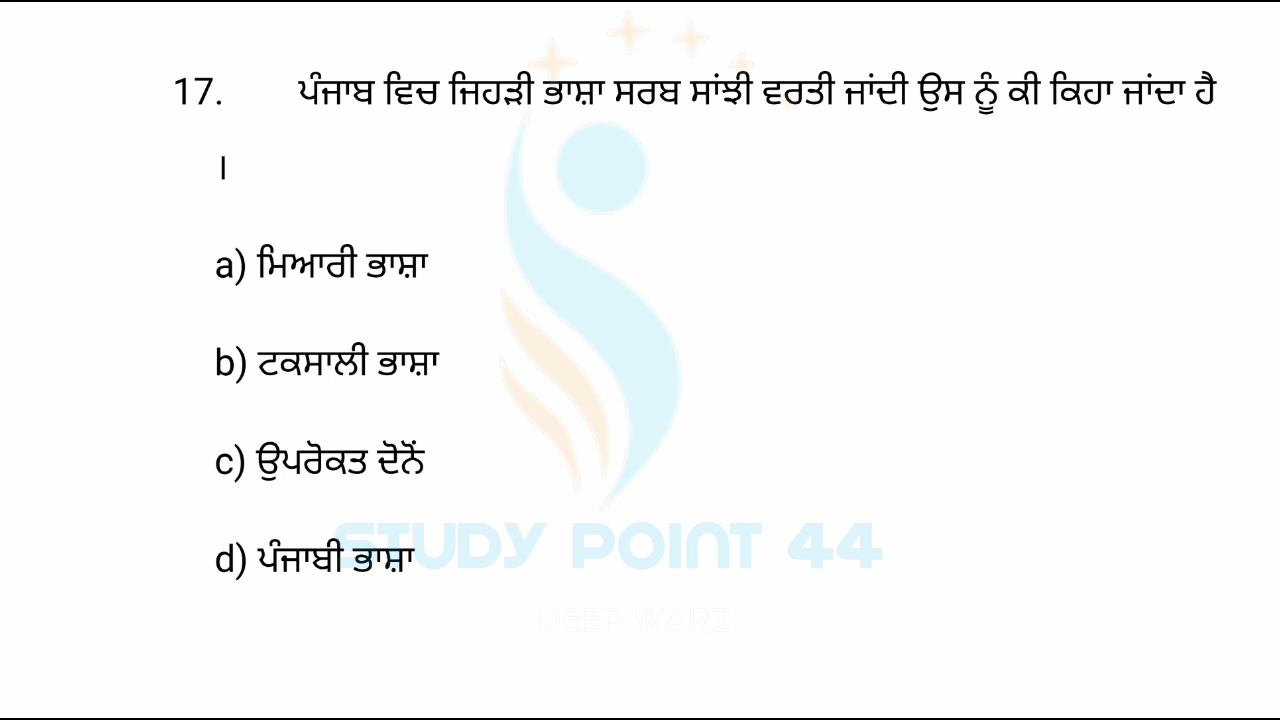 17. ਪੰਜਾਬ ਵਿਚ ਜਿਹੜੀ ਭਾਸ਼ਾ ਸਰਬ ਸਾਂਝੀ ਵਰਤੀ ਜਾਂਦੀ ਉਸ ਨੂੰ ਕੀ ਕਿਹਾ ਜਾਂਦਾ ਹੈ
।
a) ਮਿਆਰੀ ਭਾਸ਼ਾ
b) ਟਕਸਾਲੀ ਭਾਸ਼ਾ
c) ਉਪਰੋਕਤ ਦੋਨੋਂ
d) ਪੰਜਾਬੀ ਭਾਸ਼ਾ
STUDY POINT 44
DEEP WARZ